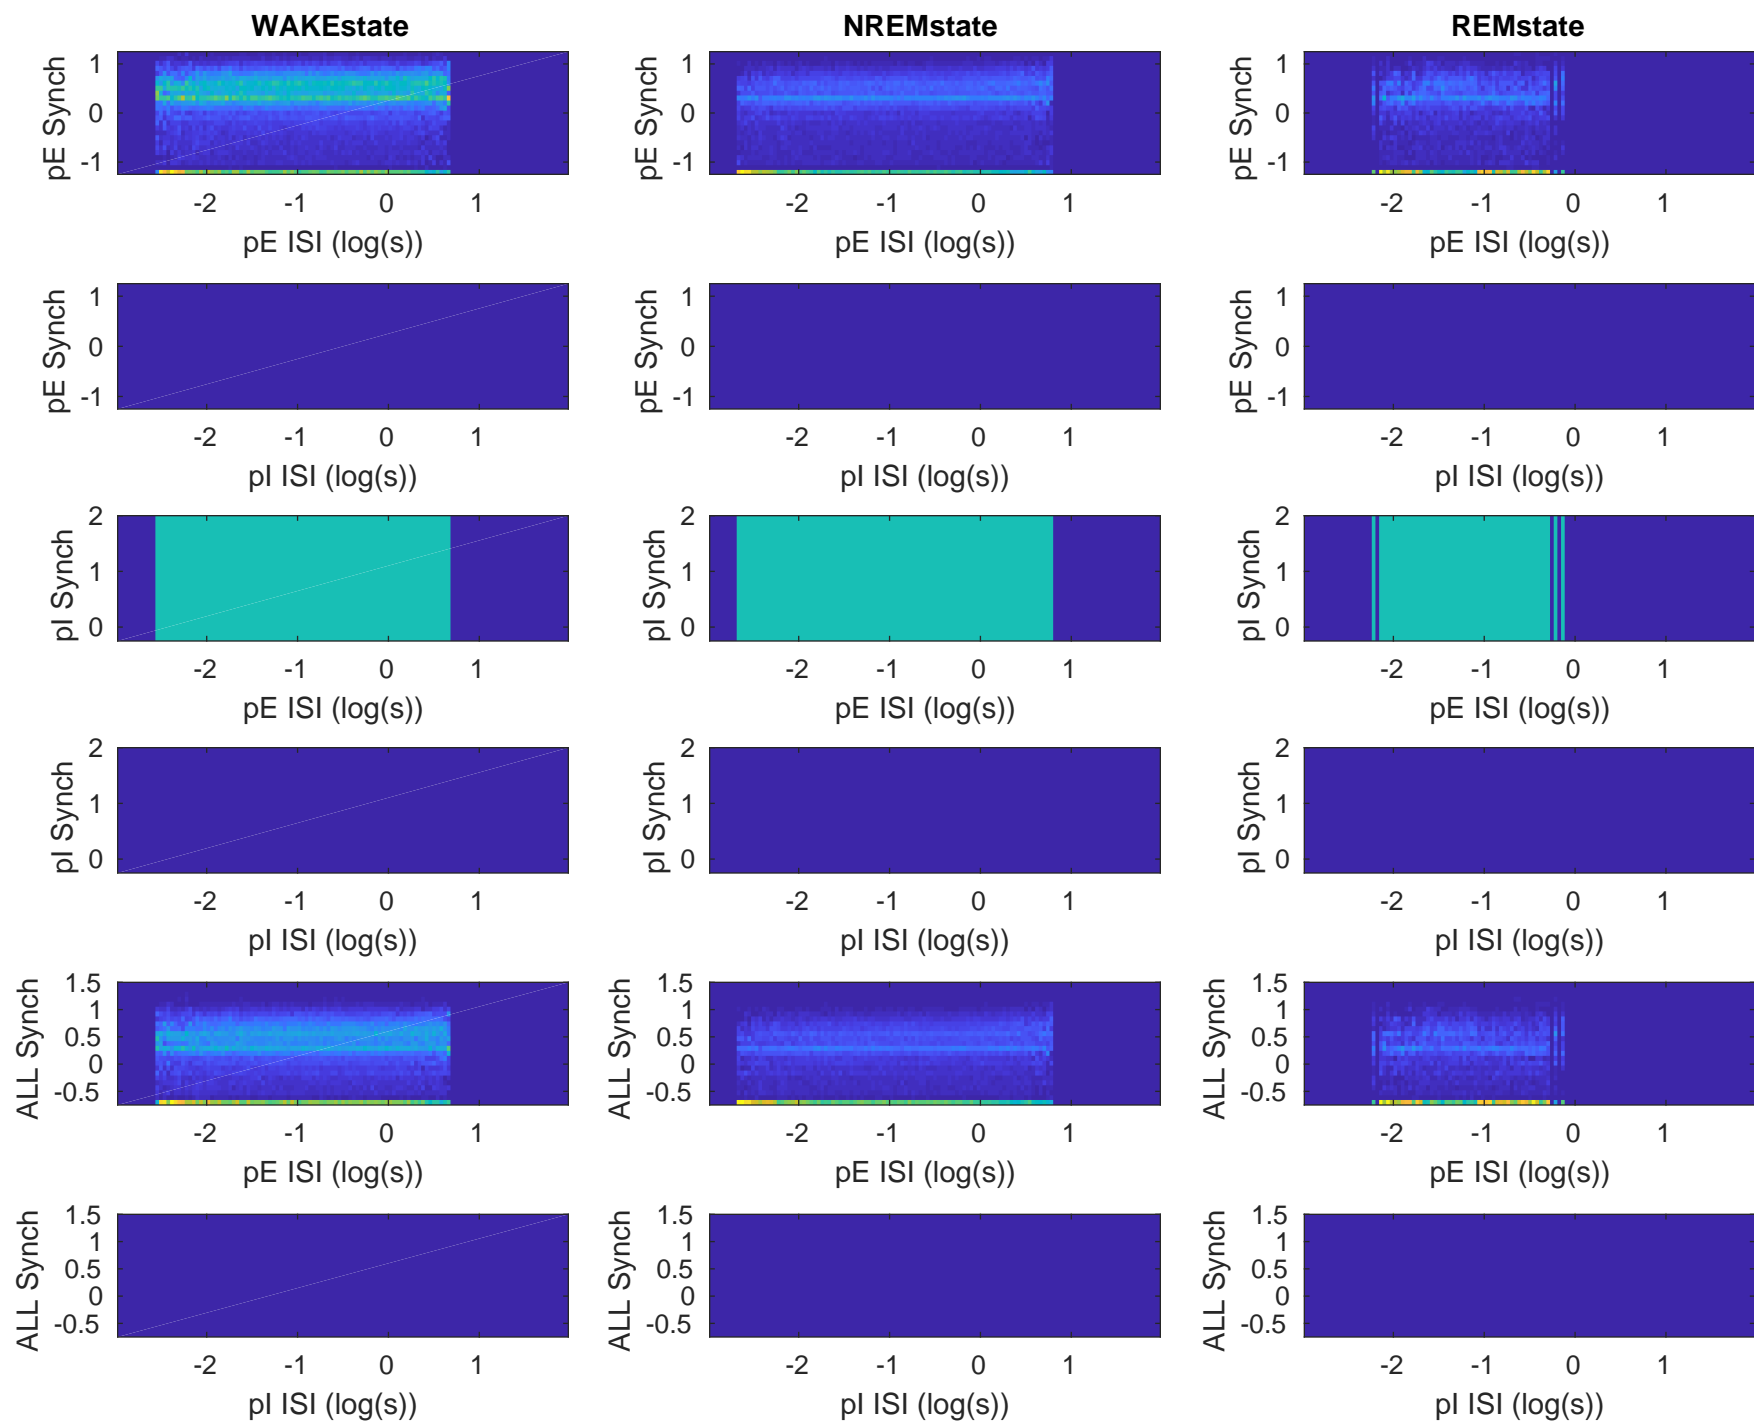 WAKEstate NREMstate REMstate
pE Synch 1 0 -1 pE Synch 1 0 -1 pE Synch 1 0 -1
-2 -1 0 1 -2 -1 0 1 -2 -1 0 1
pE ISI (log(s)) pE ISI (log(s)) pE ISI (log(s))
pE Synch 1 0 -1 pE Synch 1 0 -1 pE Synch 1 0 -1
-2 -1 0 1 -2 -1 0 1 -2 -1 0 1
pI ISI (log(s)) pI ISI (log(s)) pI ISI (log(s))
pI Synch 2 1 0 pI Synch 2 1 0 pI Synch 2 1 0
-2 -1 0 1 -2 -1 0 1 -2 -1 0 1
pE ISI (log(s)) pE ISI (log(s)) pE ISI (log(s))
pI Synch 2 1 0 pI Synch 2 1 0 pI Synch 2 1 0
-2 -1 0 1 -2 -1 0 1 -2 -1 0 1
pI ISI (log(s)) pI ISI (log(s)) pI ISI (log(s))
ALL Synch 1.5 1 0.5 0 -0.5 ALL Synch 1.5 1 0.5 0 -0.5 ALL Synch 1.5 1 0.5 0 -0.5
-2 -1 0 1 -2 -1 0 1 -2 -1 0 1
pE ISI (log(s)) pE ISI (log(s)) pE ISI (log(s))
ALL Synch 1.5 1 0.5 0 -0.5 ALL Synch 1.5 1 0.5 0 -0.5 ALL Synch 1.5 1 0.5 0 -0.5
-2 -1 0 1 -2 -1 0 1 -2 -1 0 1
pI ISI (log(s)) pI ISI (log(s)) pI ISI (log(s))